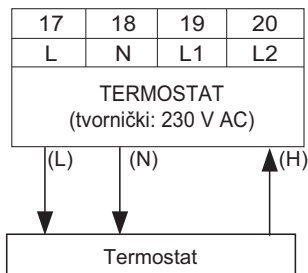 17 18 19 20
L N L1 L2
TERMOSTAT
(tvornički: 230 V AC)
(L) (N) (H)
Termostat